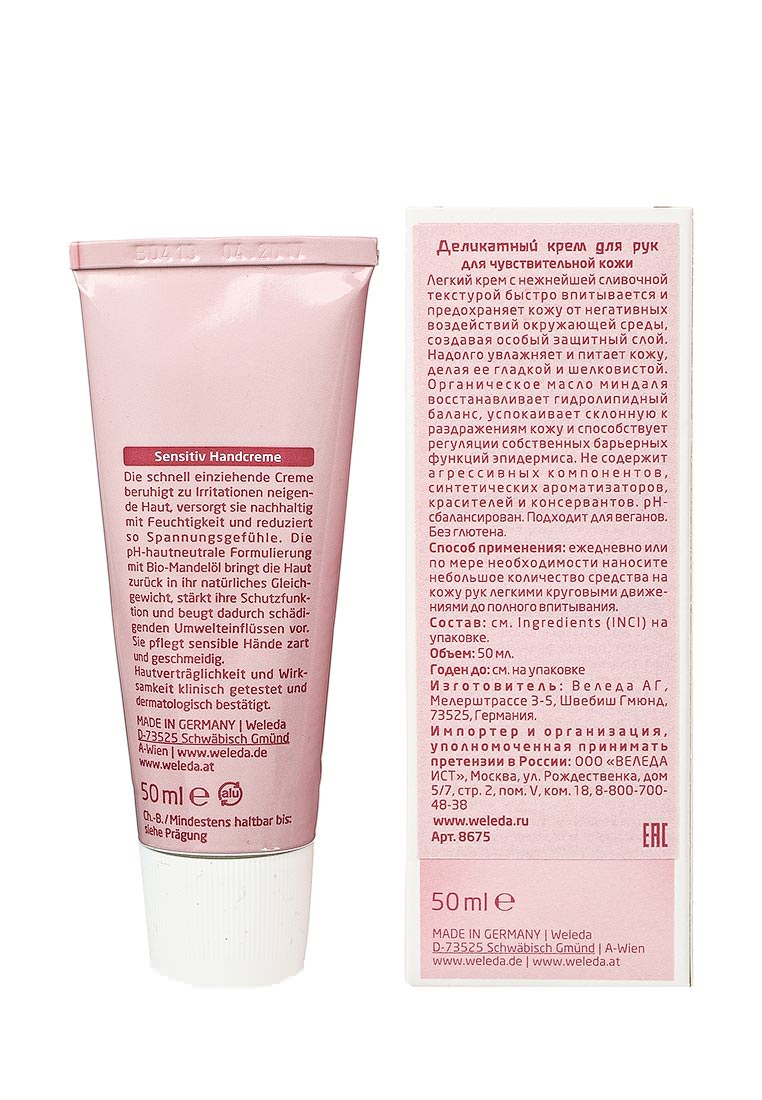 04.2017
Sensitiv Handcreme
Die schnell einziehende Creme
beruhigt zu Irritationen neigen-
de Haut, versorgt sie nachhaltig
mit Feuchtigkeit und reduziert
so Spannungsgefühle. Die
pH-hautneutrale Formulierung
mit Bio-Mandelöl bringt die Haut
zurück in ihr natürliches Gleich-
gewicht, stärkt ihre Schutzfunk-
tion und beugt dadurch schädi-
genden Umwelteinflüssen vor.
Sie pflegt sensible Hände zart
und geschmeidig.
Hautverträglichkeit und Wirk-
samkeit klinisch getestet und
dermatologisch bestätigt.
MADE IN GERMANY | Weleda
D-73525 Schwäbisch Gmünd
A-Wien | www.weleda.de
www.weleda.at
50 ml e alu
Ch.-B./Mindestens haltbar bis:
siehe Prägung
Деликатный крем для рук
для чувствительной кожи
Легкий крем с нежнейшей сливочной
текстурой быстро впитывается и
предохраняет кожу от негативных
воздействий окружающей среды,
создавая особый защитный слой.
Надолго увлажняет и питает кожу,
делая ее гладкой и шелковистой.
Органическое масло миндаля
восстанавливает гидролипидный
баланс, успокаивает склонную к
раздражениям кожу и способствует
регуляции собственных барьерных
функций эпидермиса. Не содержит
агрессивных компонентов,
синтетических ароматизаторов,
красителей и консервантов. pH-
сбалансирован. Подходит для веганов.
Без глютена.
Способ применения: ежедневно или
по мере необходимости наносите
небольшое количество средства на
кожу рук легкими круговыми движе-
ниями до полного впитывания.
Состав: см. Ingredients (INCI) на
упаковке.
Объем: 50 мл.
Годен до: см. на упаковке
Изготовитель: Веледа АГ,
Мелерштрассе 3-5, Швебиш Гмюнд,
73525, Германия.
Импортер и организация,
уполномоченная принимать
претензии в России: ООО «ВЕЛЕДА
ИСТ», Москва, ул. Рождественка, дом
5/7, стр. 2, пом. V, ком. 18, 8-800-700-
48-38
www.weleda.ru
Арт. 8675
EAC
50 ml e
MADE IN GERMANY | Weleda
D-73525 Schwäbisch Gmünd | A-Wien
www.weleda.de | www.weleda.at